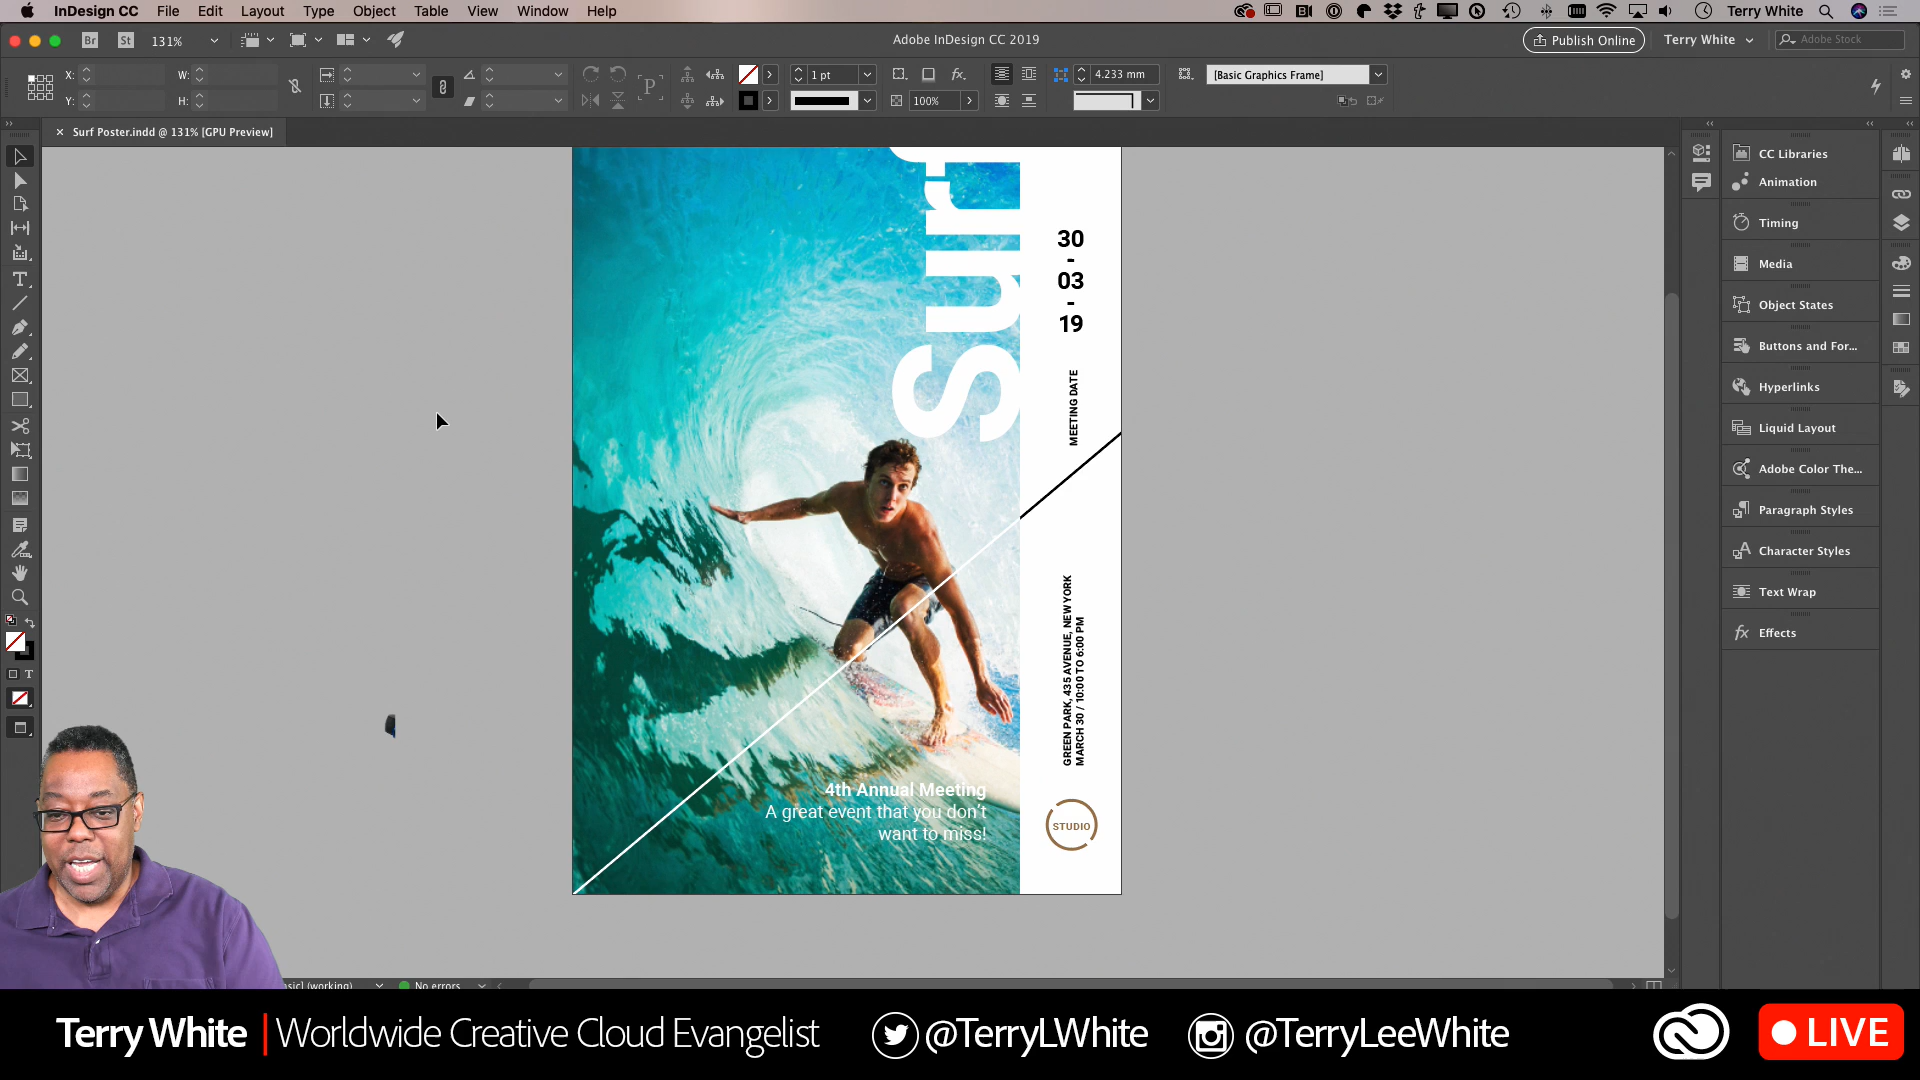 InDesign CC File Edit Layout Type Object Table View Window Help
Terry White
Br St 131%
Adobe InDesign CC 2019
Publish Online
Terry White
Adobe Stock
X: W:
1 pt
4.233 mm
[Basic Graphics Frame]
Y: H:
100%
× Surf Poster.indd @ 131% [GPU Preview]
CC Libraries
Animation
Timing
Media
Object States
Buttons and For...
Hyperlinks
Liquid Layout
Adobe Color The...
Paragraph Styles
Character Styles
Text Wrap
Effects
Surf
30
-
03
-
19
MEETING DATE
GREEN PARK, 435 AVENUE, NEW YORK
MARCH 30 / 10:00 TO 6:00 PM
4th Annual Meeting
A great event that you don't
want to miss!
STUDIO
asic] (working)
No errors
Terry White | Worldwide Creative Cloud Evangelist
@TerryLWhite
@TerryLeeWhite
LIVE